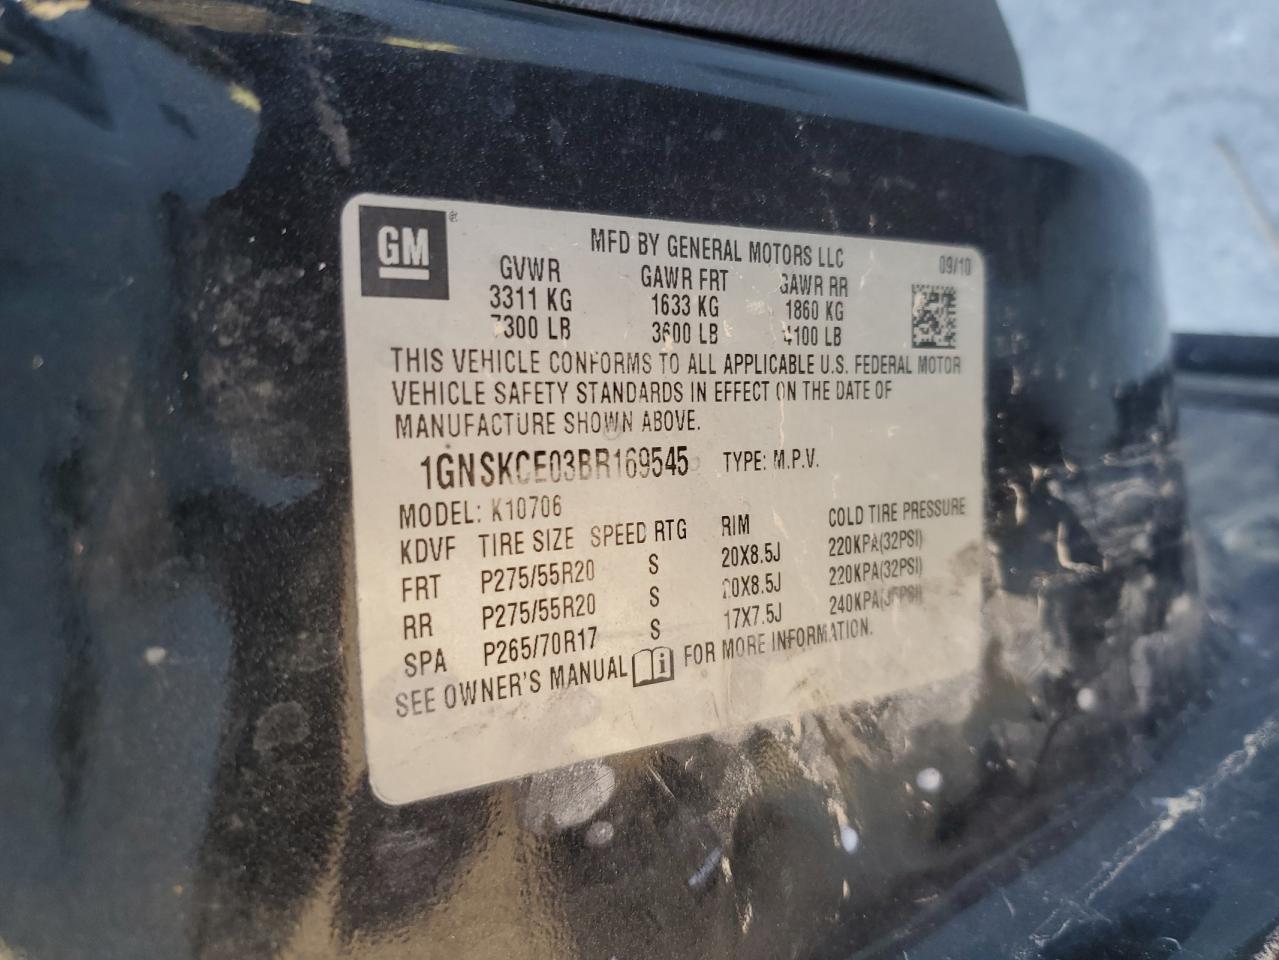 GM ®
MFD BY GENERAL MOTORS LLC 09/10
GVWR GAWR FRT GAWR RR
3311 KG 1633 KG 1860 KG
7300 LB 3600 LB 4100 LB
THIS VEHICLE CONFORMS TO ALL APPLICABLE U.S. FEDERAL MOTOR
VEHICLE SAFETY STANDARDS IN EFFECT ON THE DATE OF
MANUFACTURE SHOWN ABOVE.
1GNSKCE03BR169545 TYPE: M.P.V.
MODEL: K10706
KDVF TIRE SIZE SPEED RTG RIM COLD TIRE PRESSURE
FRT P275/55R20 S 20X8.5J 220KPA(32PSI)
RR P275/55R20 S 20X8.5J 220KPA(32PSI)
SPA P265/70R17 S 17X7.5J 240KPA(35PSI)
SEE OWNER'S MANUAL FOR MORE INFORMATION.